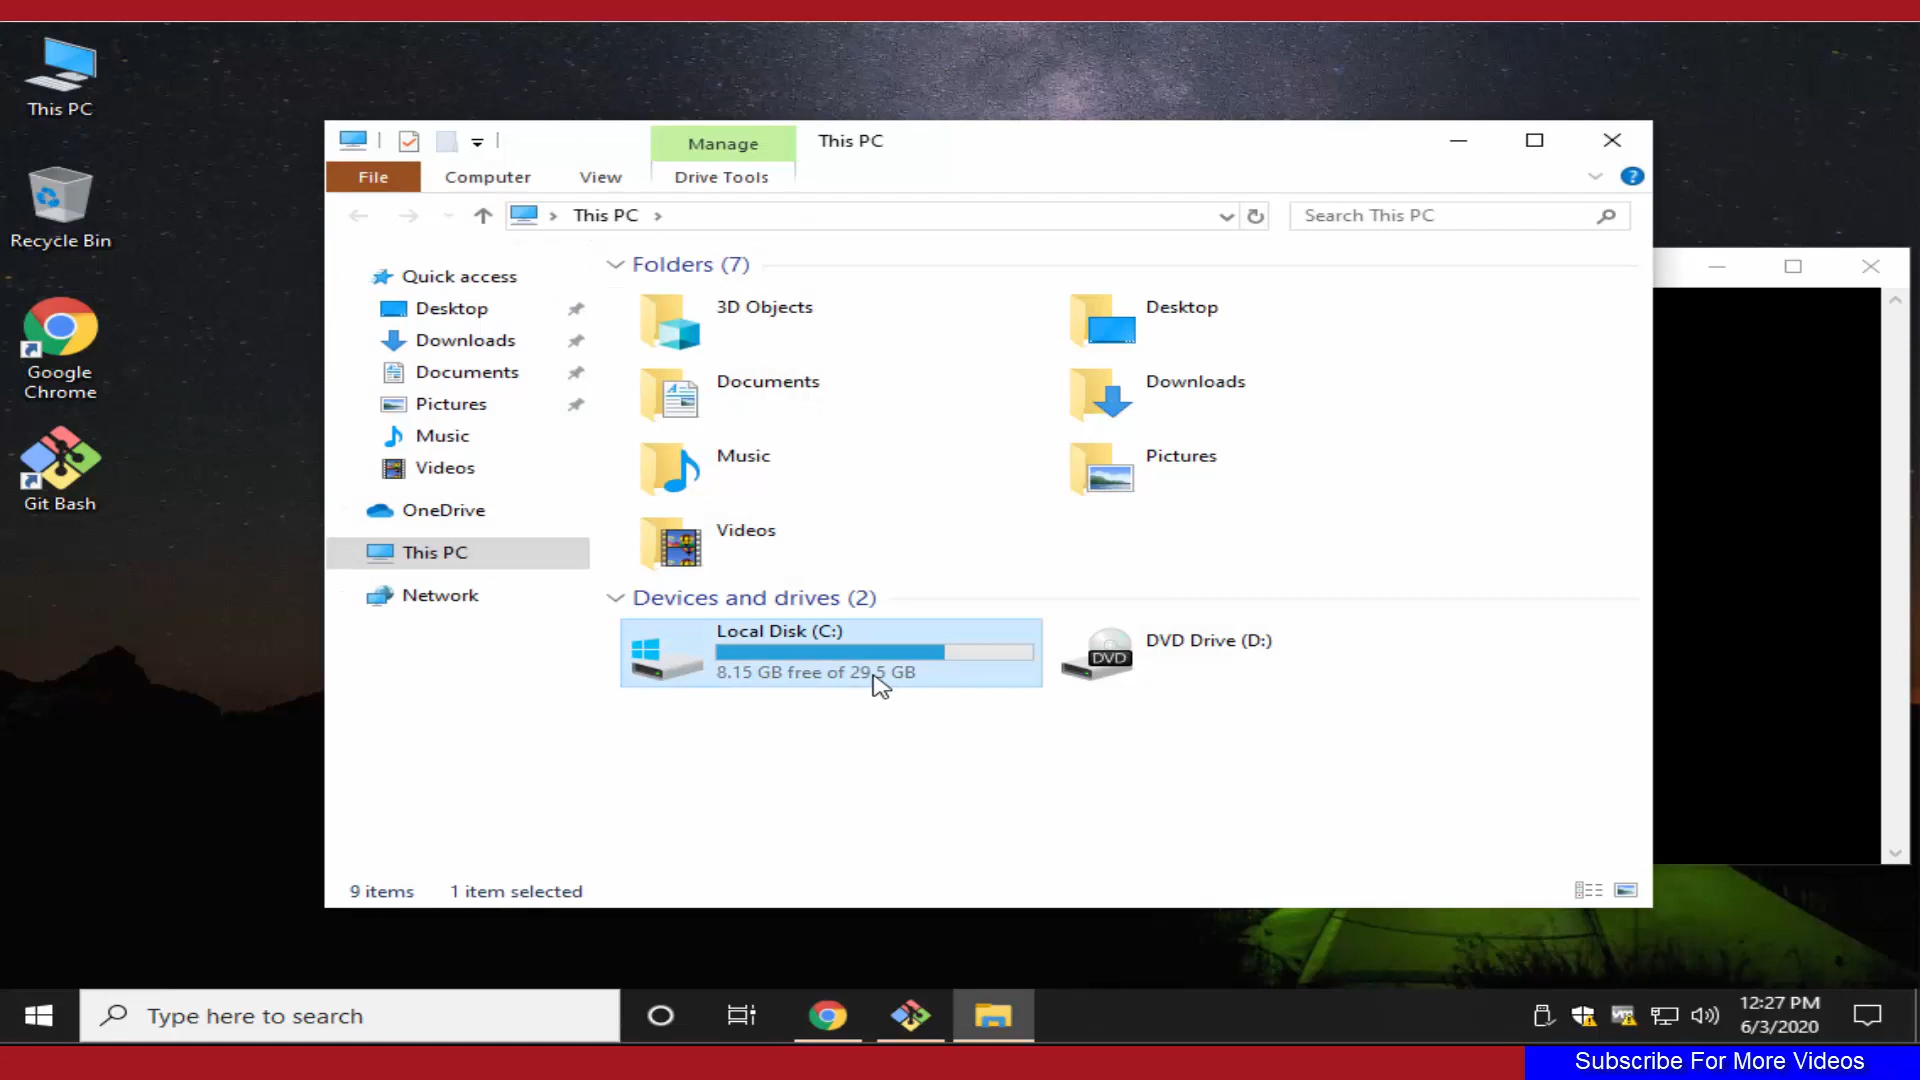 This PC
Recycle Bin
Google
Chrome
Git Bash
Manage
This PC
File
Computer
View
Drive Tools
This PC
Search This PC
Quick access
Desktop
Downloads
Documents
Pictures
Music
Videos
OneDrive
This PC
Network
Folders (7)
3D Objects
Desktop
Documents
Downloads
Music
Pictures
Videos
Devices and drives (2)
Local Disk (C:)
8.15 GB free of 29.5 GB
DVD
DVD Drive (D:)
9 items
1 item selected
Type here to search
12:27 PM
6/3/2020
Subscribe For More Videos